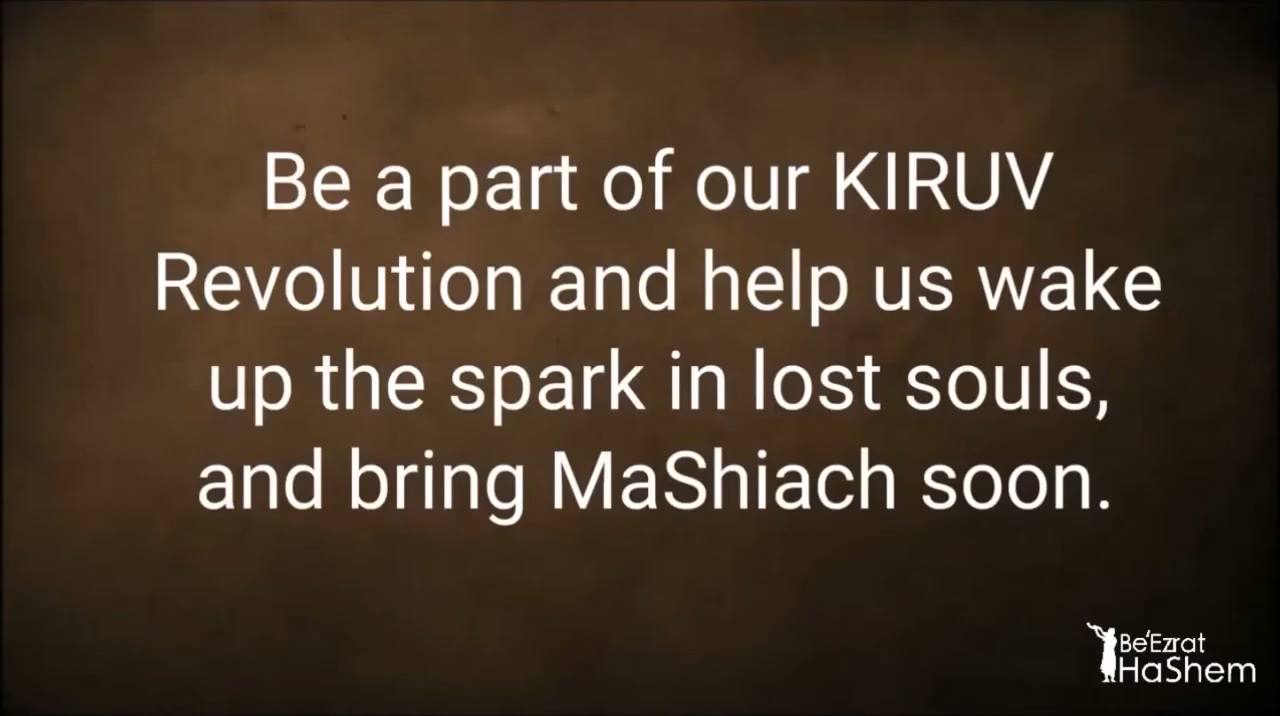 Be a part of our KIRUV
Revolution and help us wake
up the spark in lost souls,
and bring MaShiach soon.
Be'Ezrat
HaShem